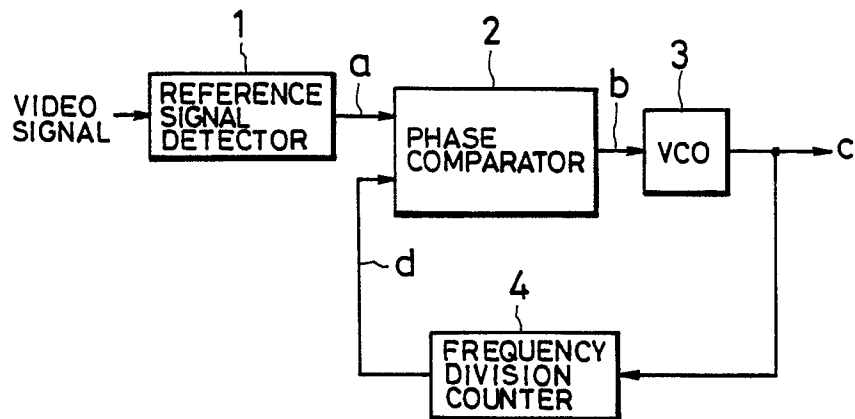 1
REFERENCE
SIGNAL
DETECTOR
VIDEO
SIGNAL
a
2
PHASE
COMPARATOR
b
3
VCO
c
d
4
FREQUENCY
DIVISION
COUNTER